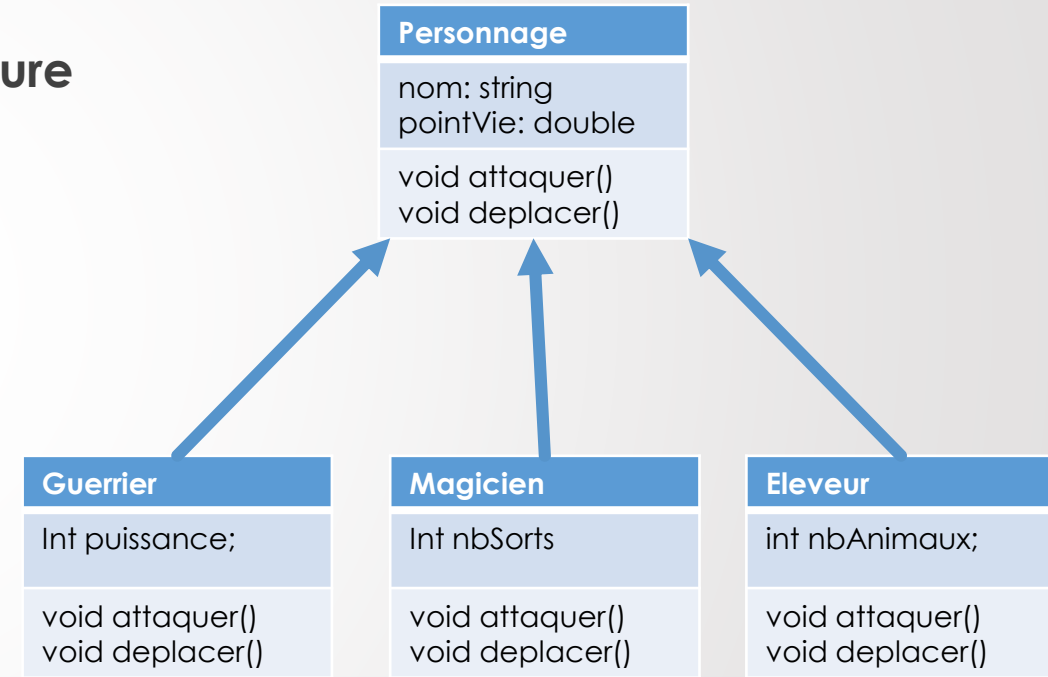 ure
Personnage
nom: string
pointVie: double
void attaquer()
void deplacer()
Guerrier
Int puissance;
void attaquer()
void deplacer()
Magicien
Int nbSorts
void attaquer()
void deplacer()
Eleveur
int nbAnimaux;
void attaquer()
void deplacer()